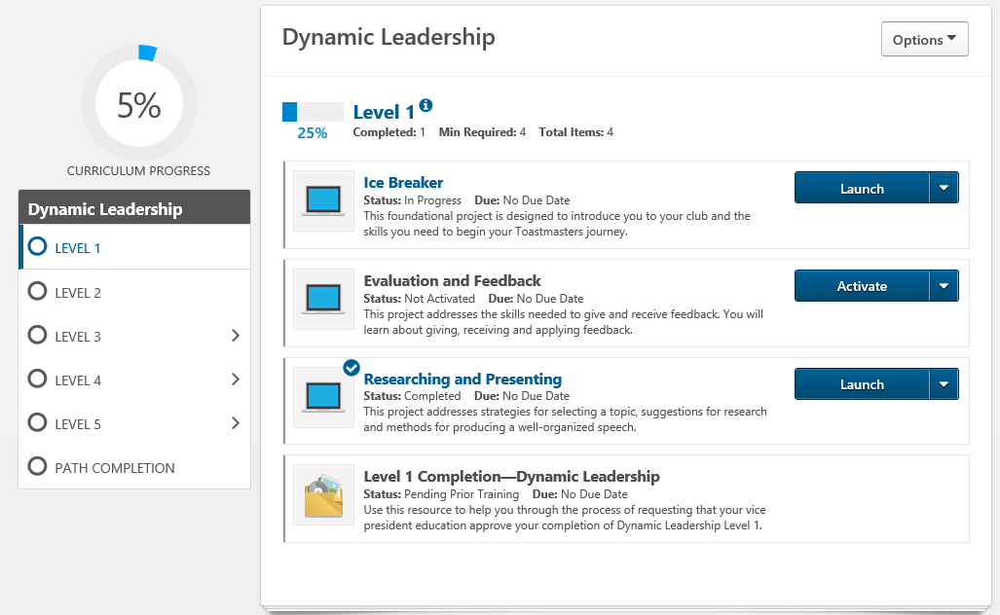 5%
CURRICULUM PROGRESS
Dynamic Leadership
LEVEL 1
LEVEL 2
LEVEL 3
LEVEL 4
LEVEL 5
PATH COMPLETION
Dynamic Leadership
Options
25%
Level 1
Completed: 1 Min Required: 4 Total Items: 4
Ice Breaker
Status: In Progress Due: No Due Date
This foundational project is designed to introduce you to your club and the
skills you need to begin your Toastmasters journey.
Launch
Evaluation and Feedback
Status: Not Activated Due: No Due Date
This project addresses the skills needed to give and receive feedback. You will
learn about giving, receiving and applying feedback.
Activate
Researching and Presenting
Status: Completed Due: No Due Date
This project addresses strategies for selecting a topic, suggestions for research
and methods for producing a well-organized speech.
Launch
Level 1 Completion—Dynamic Leadership
Status: Pending Prior Training Due: No Due Date
Use this resource to help you through the process of requesting that your vice
president education approve your completion of Dynamic Leadership Level 1.